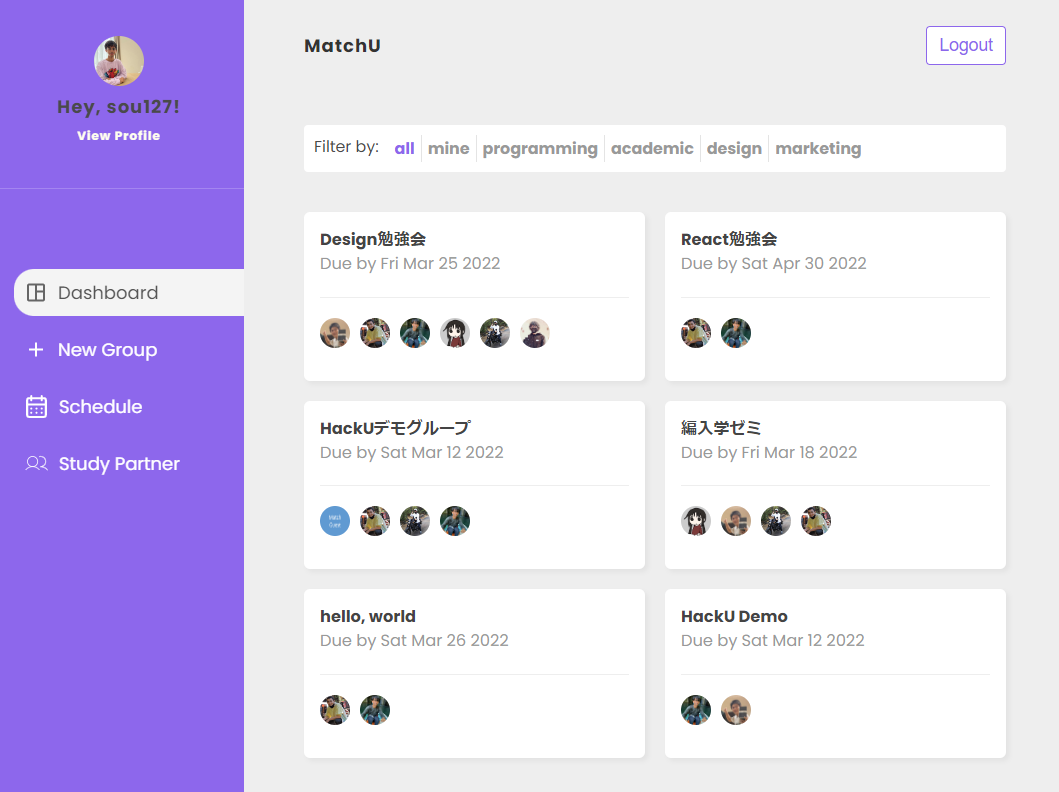 Hey, sou127!
View Profile
Dashboard
New Group
Schedule
Study Partner
MatchU
Logout
Filter by: all mine programming academic design marketing
Design勉強会
Due by Fri Mar 25 2022
React勉強会
Due by Sat Apr 30 2022
HackUデモグループ
Due by Sat Mar 12 2022
編入学ゼミ
Due by Fri Mar 18 2022
hello, world
Due by Sat Mar 26 2022
HackU Demo
Due by Sat Mar 12 2022